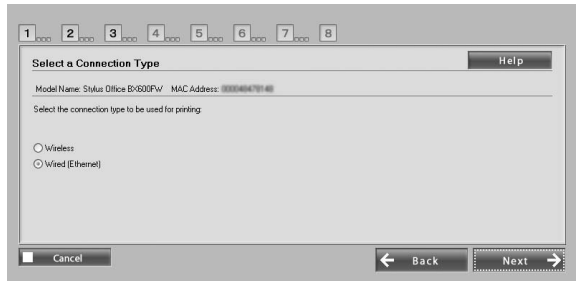 1 2 3 4 5 6 7 8
Select a Connection Type
Help
Model Name: Stylus Office BX600FW MAC Address:
Select the connection type to be used for printing:
Wireless
Wired (Ethernet)
Cancel
Back
Next